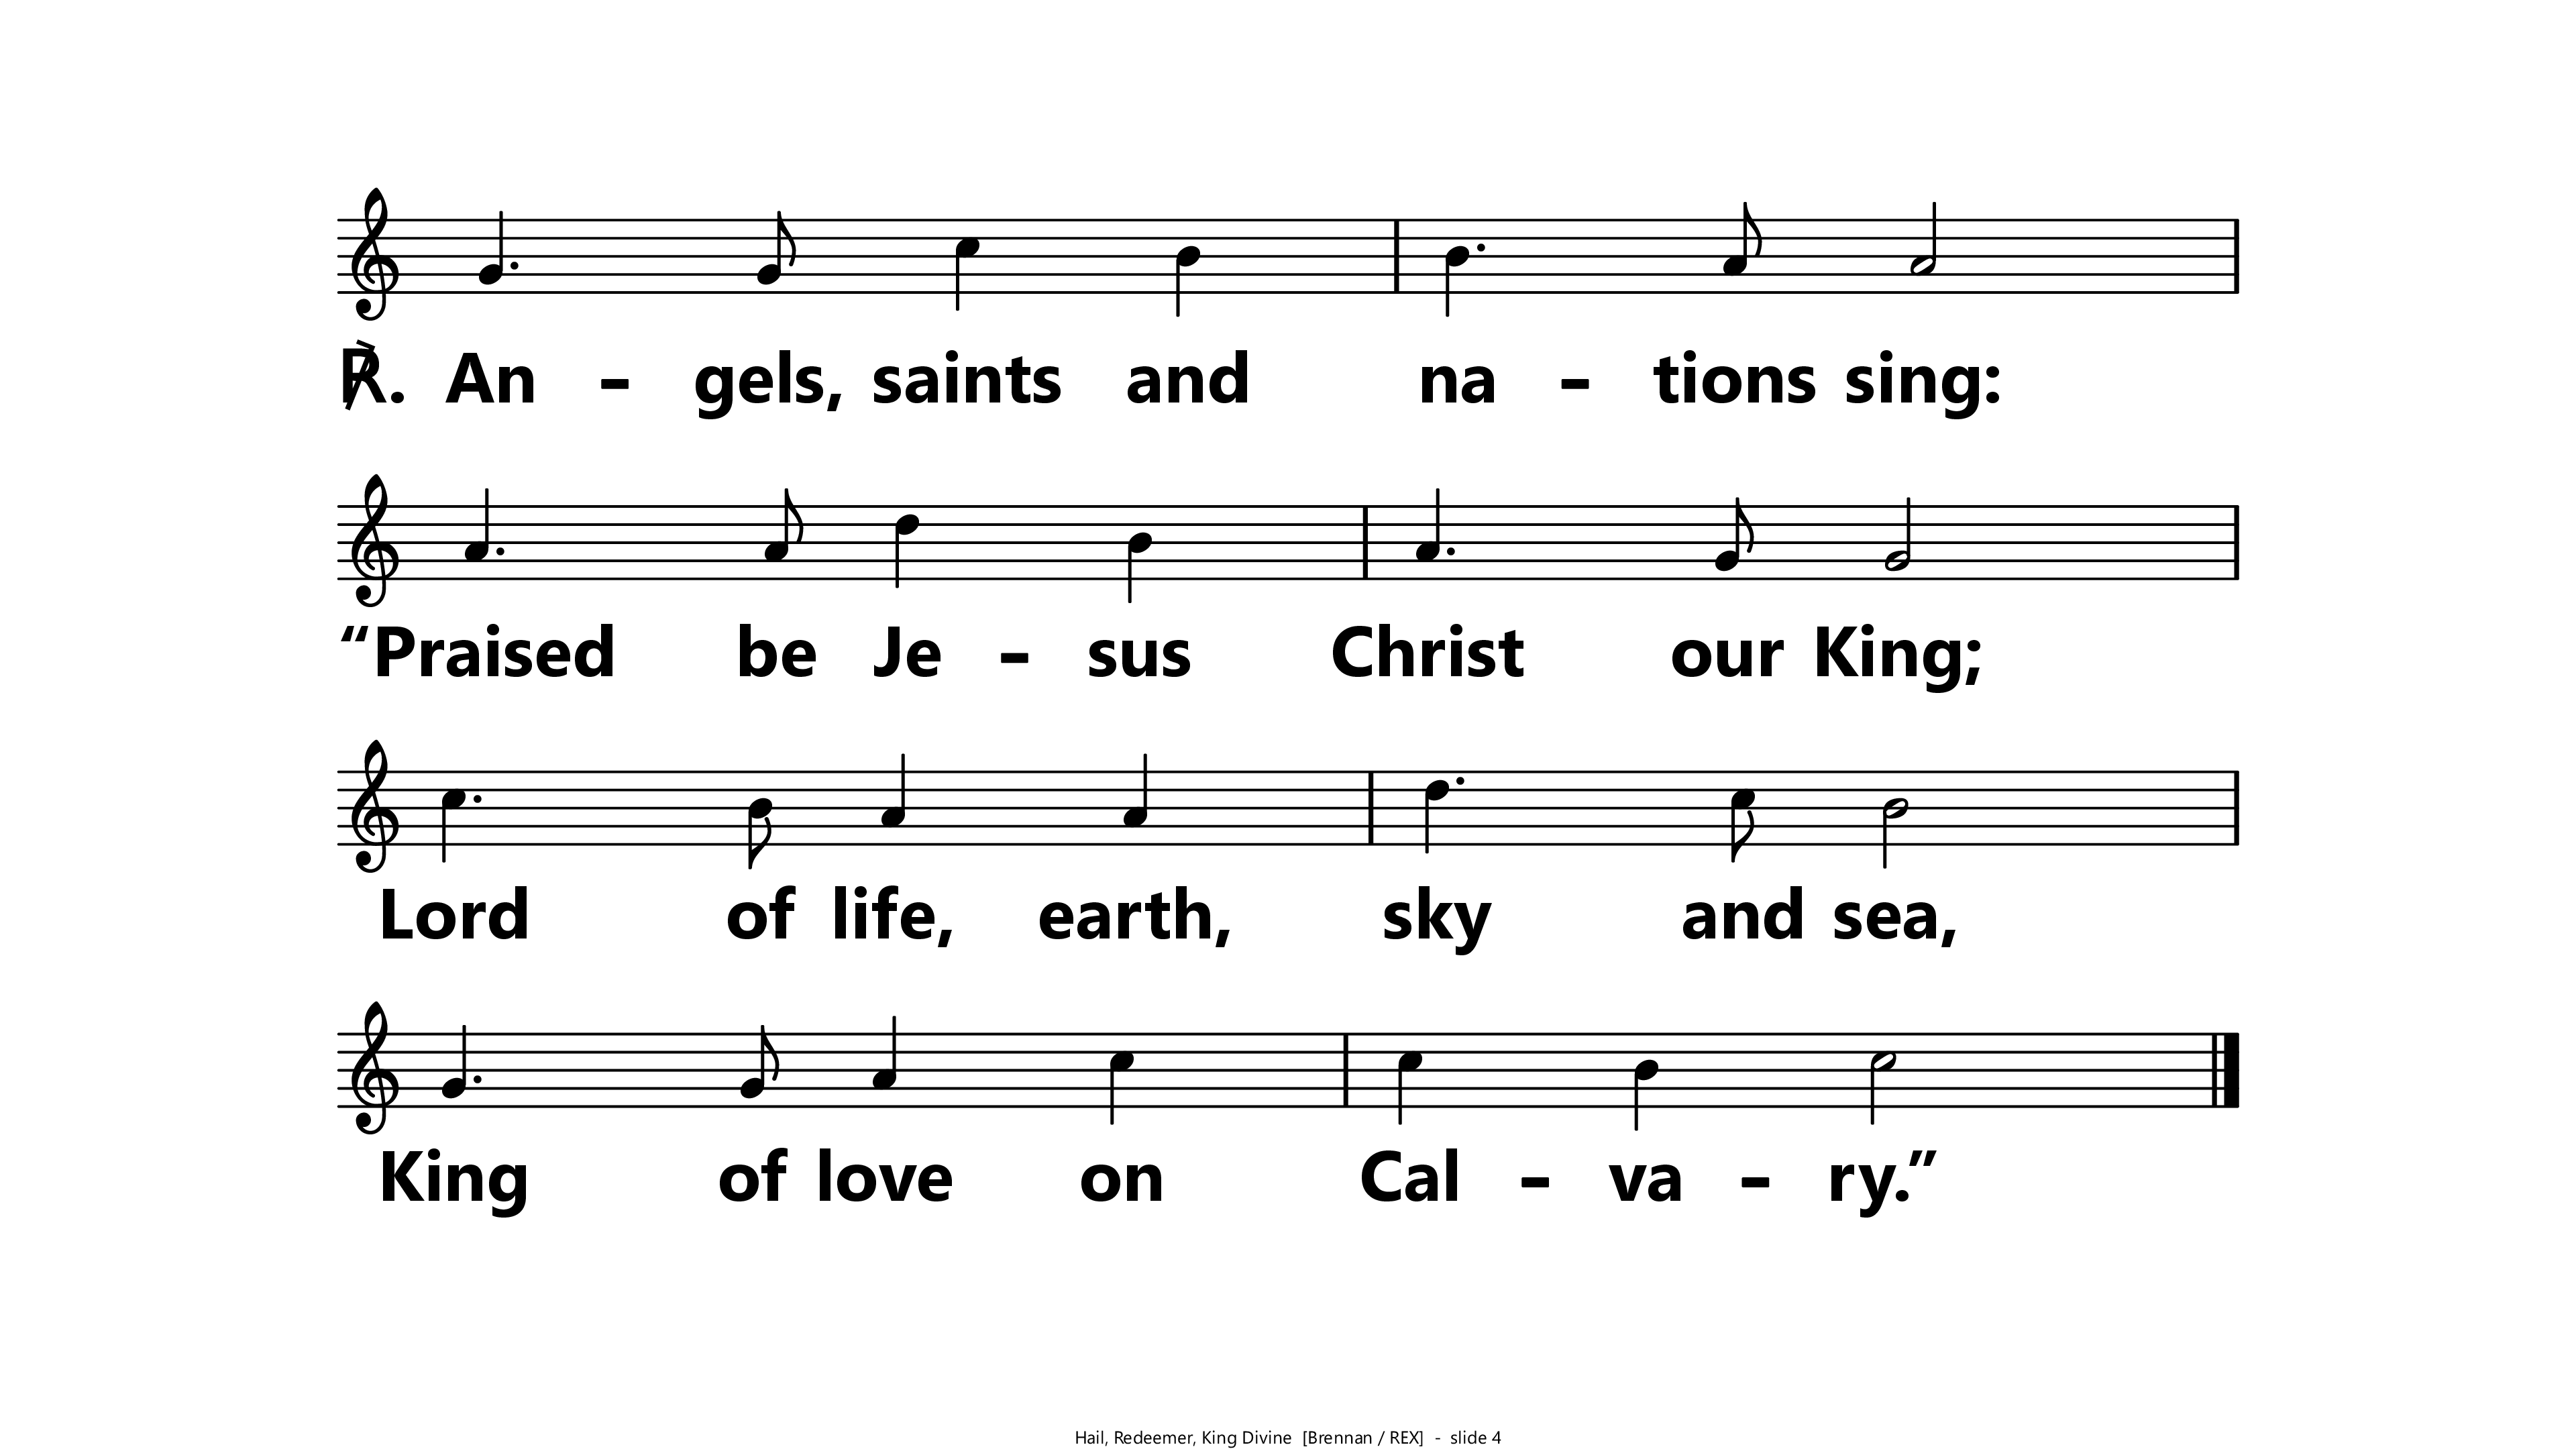 ℟. An - gels, saints and na - tions sing:
“Praised be Je - sus Christ our King;
Lord of life, earth, sky and sea,
King of love on Cal - va - ry.”
Hail, Redeemer, King Divine [Brennan / REX] - slide 4